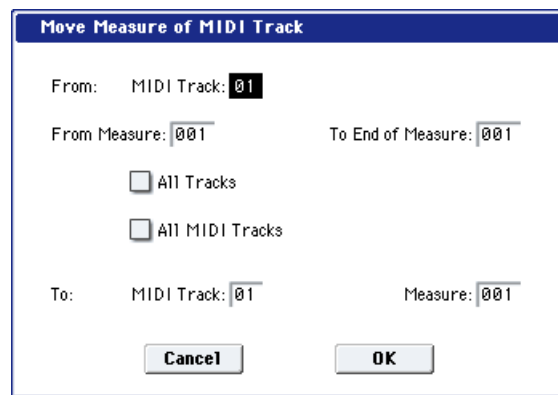 Move Measure of MIDI Track
From: MIDI Track: 01
From Measure: 001 To End of Measure: 001
All Tracks
All MIDI Tracks
To: MIDI Track: 01 Measure: 001
Cancel OK